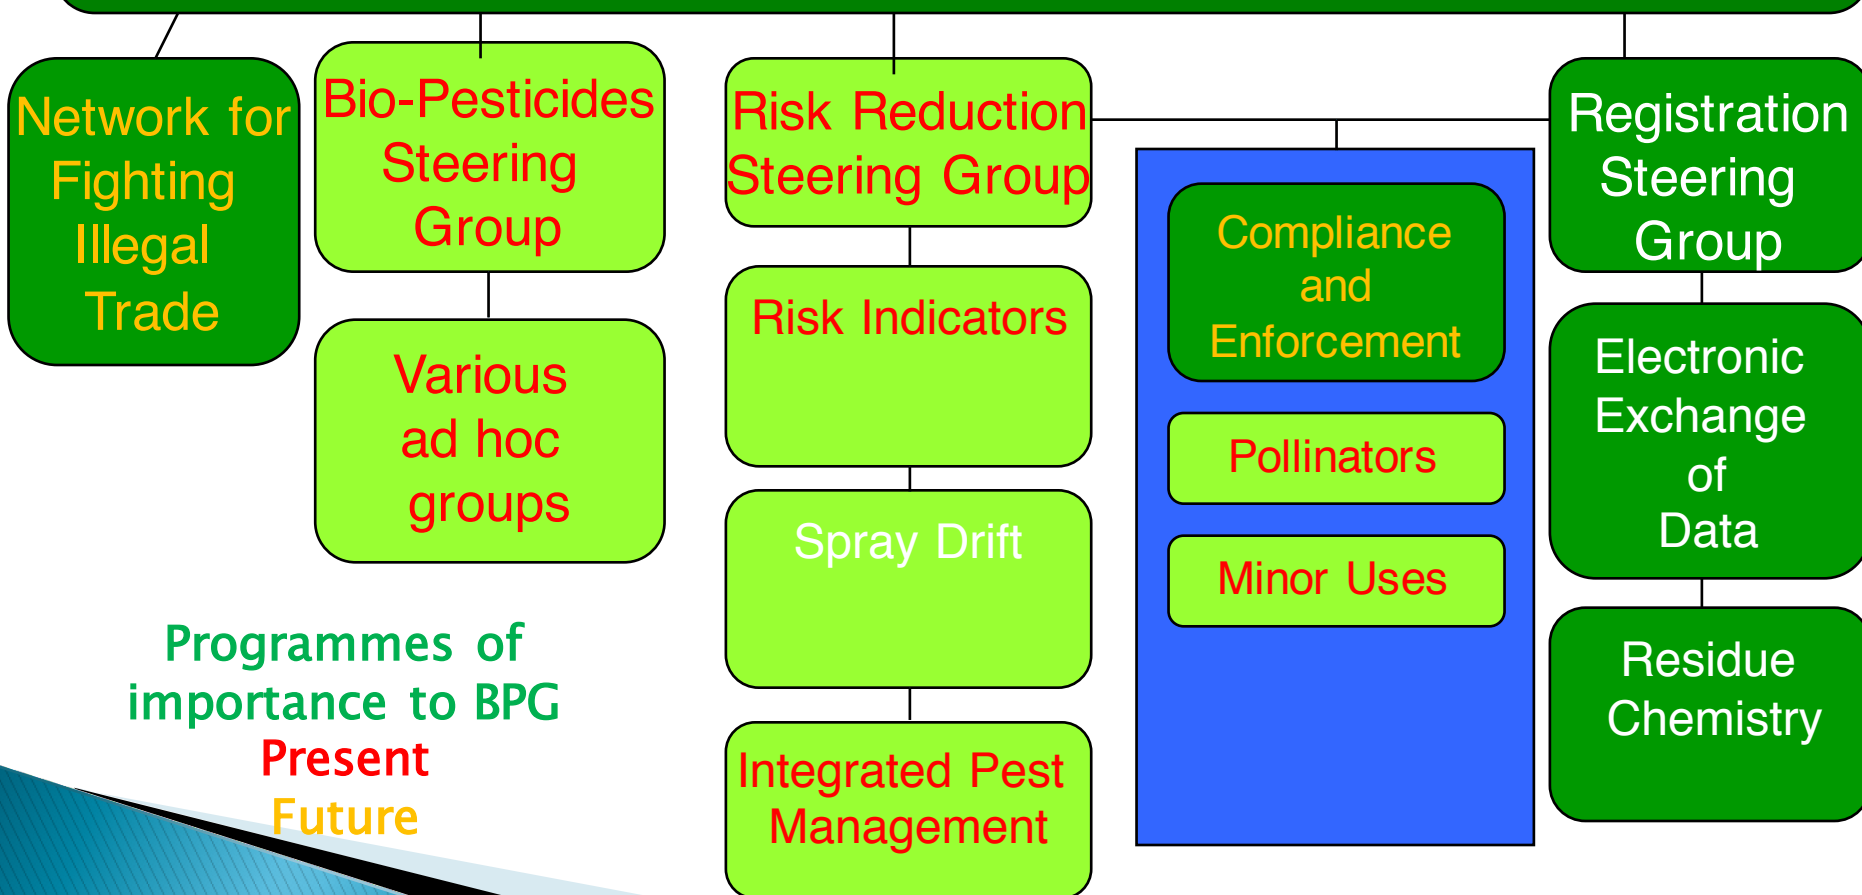 Network for
Fighting
Illegal
Trade
Bio-Pesticides
Steering
Group
Various
ad hoc
groups
Risk Reduction
Steering Group
Risk Indicators
Spray Drift
Integrated Pest
Management
Compliance
and
Enforcement
Pollinators
Minor Uses
Registration
Steering
Group
Electronic
Exchange
of
Data
Residue
Chemistry
Programmes of
importance to BPG
Present
Future